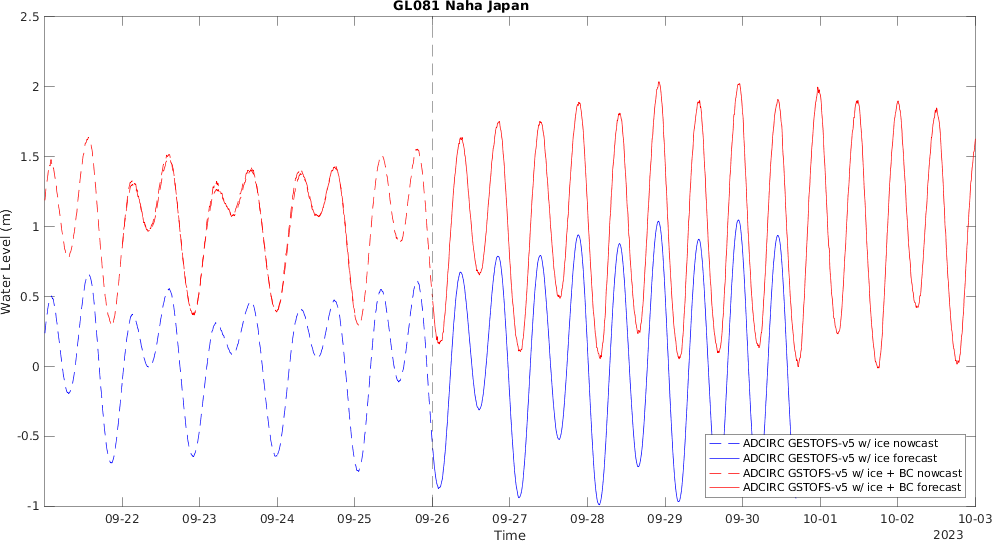 GL081 Naha Japan
2.5
2
1.5
1
0.5
0
-0.5
-1
Water Level (m)
ADCIRC GESTOFS-v5 w/ ice nowcast
ADCIRC GESTOFS-v5 w/ ice forecast
ADCIRC GSTOFS-v5 w/ ice + BC nowcast
ADCIRC GESTOFS-v5 w/ ice + BC forecast
09-22 09-23 09-24 09-25 09-26 09-27 09-28 09-29 09-30 10-01 10-02 10-03
Time
2023